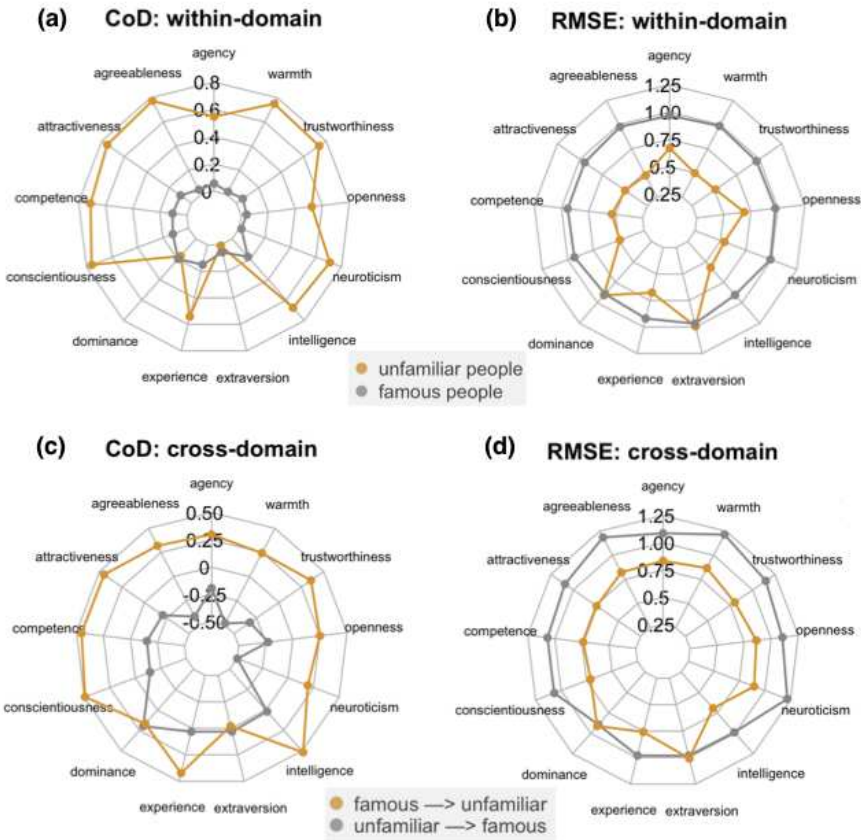 (a) CoD: within-domain
agency
warmth
trustworthiness
openness
neuroticism
intelligence
extraversion
experience
dominance
conscientiousness
competence
attractiveness
agreeableness
0.8
0.6
0.4
0.2
0
(b) RMSE: within-domain
agency
warmth
trustworthiness
openness
neuroticism
intelligence
extraversion
experience
dominance
conscientiousness
competence
attractiveness
agreeableness
1.25
1.00
0.75
0.5
0.25
unfamiliar people
famous people
(c) CoD: cross-domain
agency
warmth
trustworthiness
openness
neuroticism
intelligence
extraversion
experience
dominance
conscientiousness
competence
attractiveness
agreeableness
0.50
0.25
0
-0.25
-0.50
(d) RMSE: cross-domain
agency
warmth
trustworthiness
openness
neuroticism
intelligence
extraversion
experience
dominance
conscientiousness
competence
attractiveness
agreeableness
1.25
1.00
0.75
0.5
0.25
famous —> unfamiliar
unfamiliar —> famous